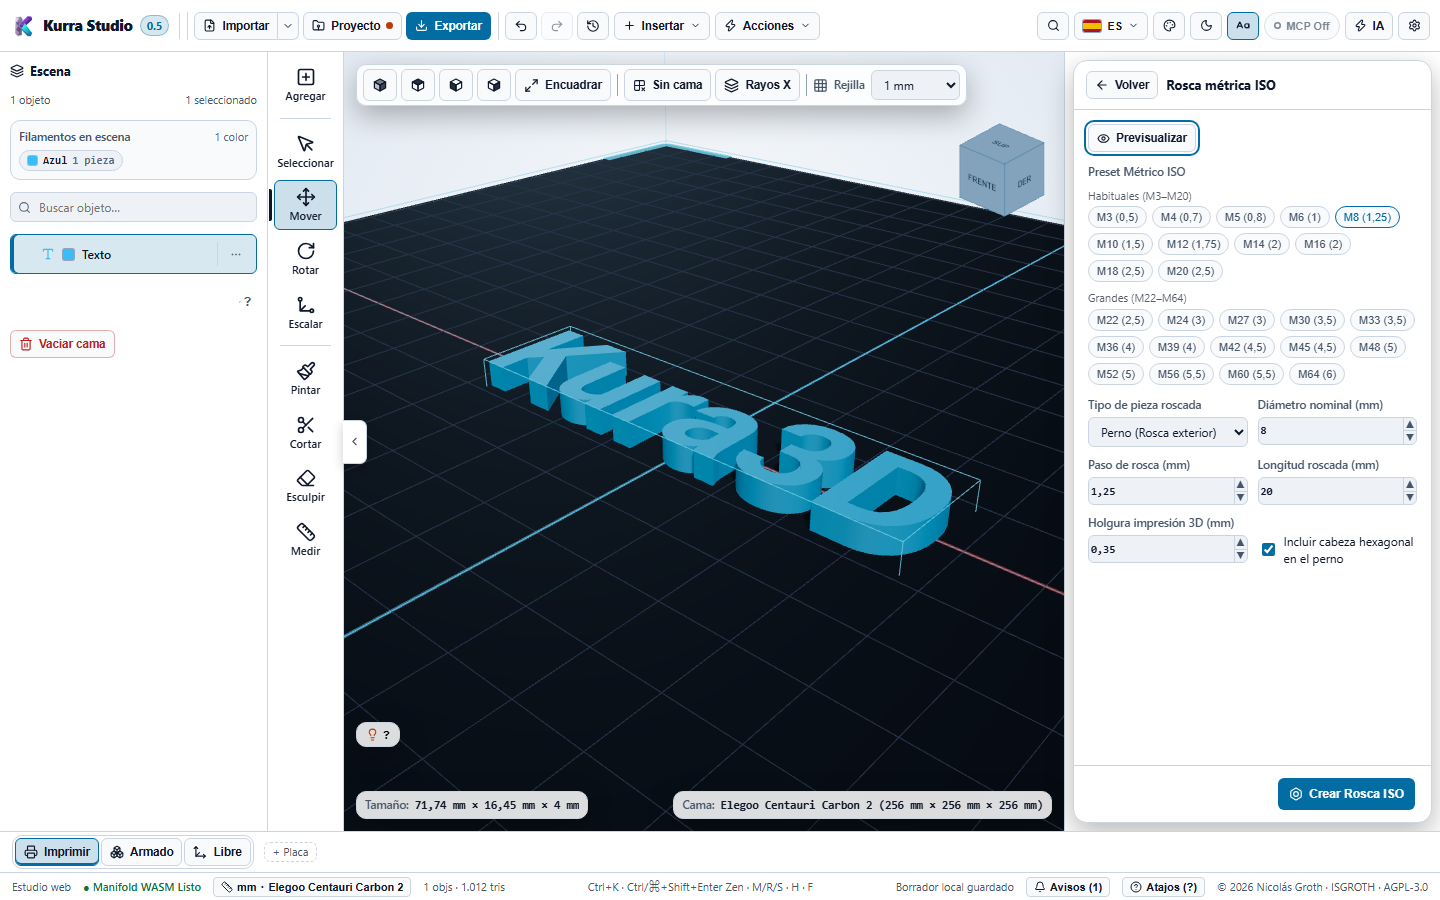 Kurra Studio 0.5
Importar
Proyecto
Exportar
Insertar
Acciones
ES
Aa
MCP Off
IA
Escena
1 objeto
1 seleccionado
Filamentos en escena
1 color
Azul 1 pieza
Buscar objeto...
Texto
?
Vaciar cama
Agregar
Seleccionar
Mover
Rotar
Escalar
Pintar
Cortar
Esculpir
Medir
Encuadrar
Sin cama
Rayos X
Rejilla
1 mm
SUP
FRENTE
DER
Kurra 3D
?
Tamaño: 71,74 mm × 16,45 mm × 4 mm
Cama: Elegoo Centauri Carbon 2 (256 mm × 256 mm × 256 mm)
Volver
Rosca métrica ISO
Previsualizar
Preset Métrico ISO
Habituales (M3–M20)
M3 (0,5) M4 (0,7) M5 (0,8) M6 (1) M8 (1,25)
M10 (1,5) M12 (1,75) M14 (2) M16 (2)
M18 (2,5) M20 (2,5)
Grandes (M22–M64)
M22 (2,5) M24 (3) M27 (3) M30 (3,5) M33 (3,5)
M36 (4) M39 (4) M42 (4,5) M45 (4,5) M48 (5)
M52 (5) M56 (5,5) M60 (5,5) M64 (6)
Tipo de pieza roscada
Perno (Rosca exterior)
Diámetro nominal (mm)
8
Paso de rosca (mm)
1,25
Longitud roscada (mm)
20
Holgura impresión 3D (mm)
0,35
Incluir cabeza hexagonal
en el perno
Crear Rosca ISO
Imprimir
Armado
Libre
+ Placa
Estudio web
Manifold WASM Listo
mm · Elegoo Centauri Carbon 2
1 objs · 1.012 tris
Ctrl+K · Ctrl/⌘+Shift+Enter Zen · M/R/S · H · F
Borrador local guardado
Avisos (1)
Atajos (?)
© 2026 Nicolás Groth · ISGROTH · AGPL-3.0